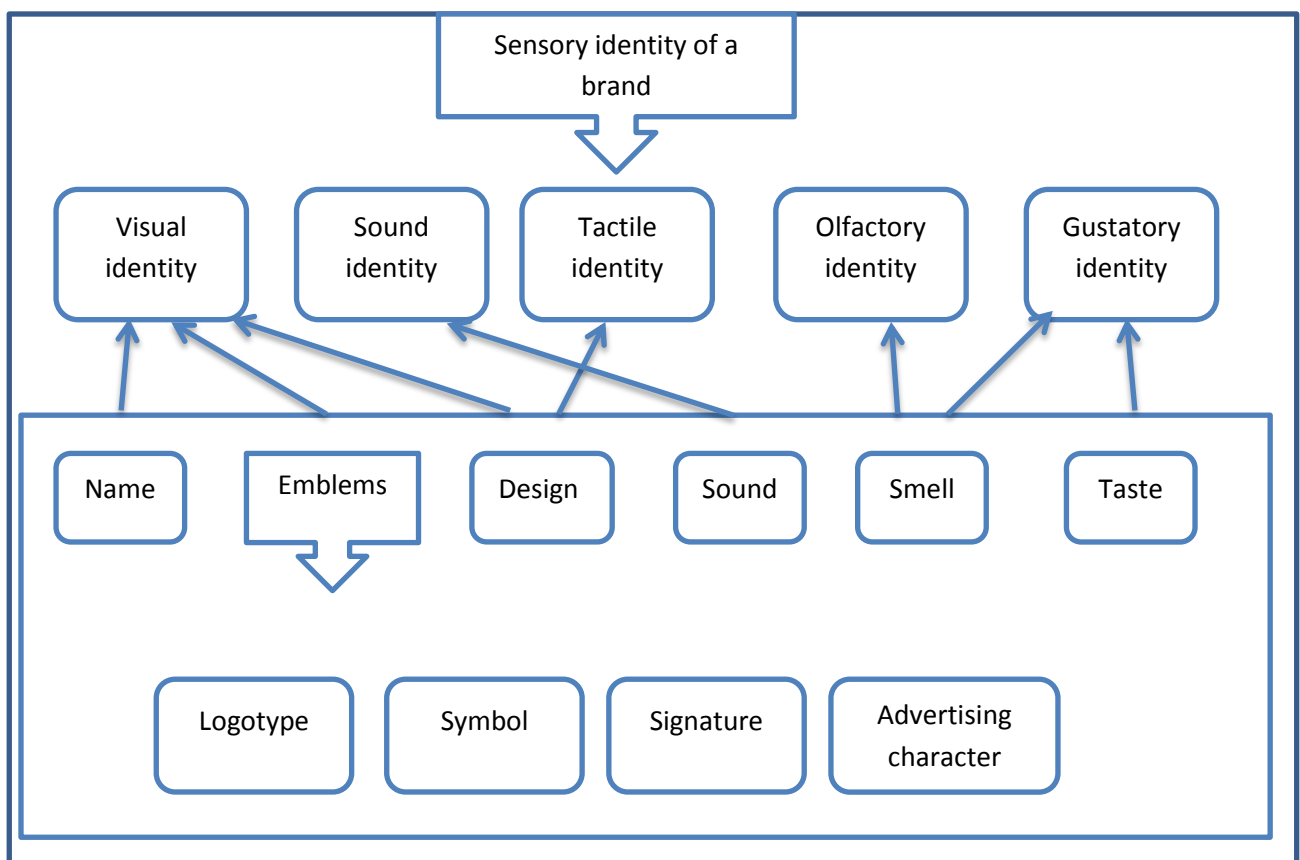 Sensory identity of a
brand
Visual
identity
Sound
identity
Tactile
identity
Olfactory
identity
Gustatory
identity
Name
Emblems
Design
Sound
Smell
Taste
Logotype
Symbol
Signature
Advertising
character